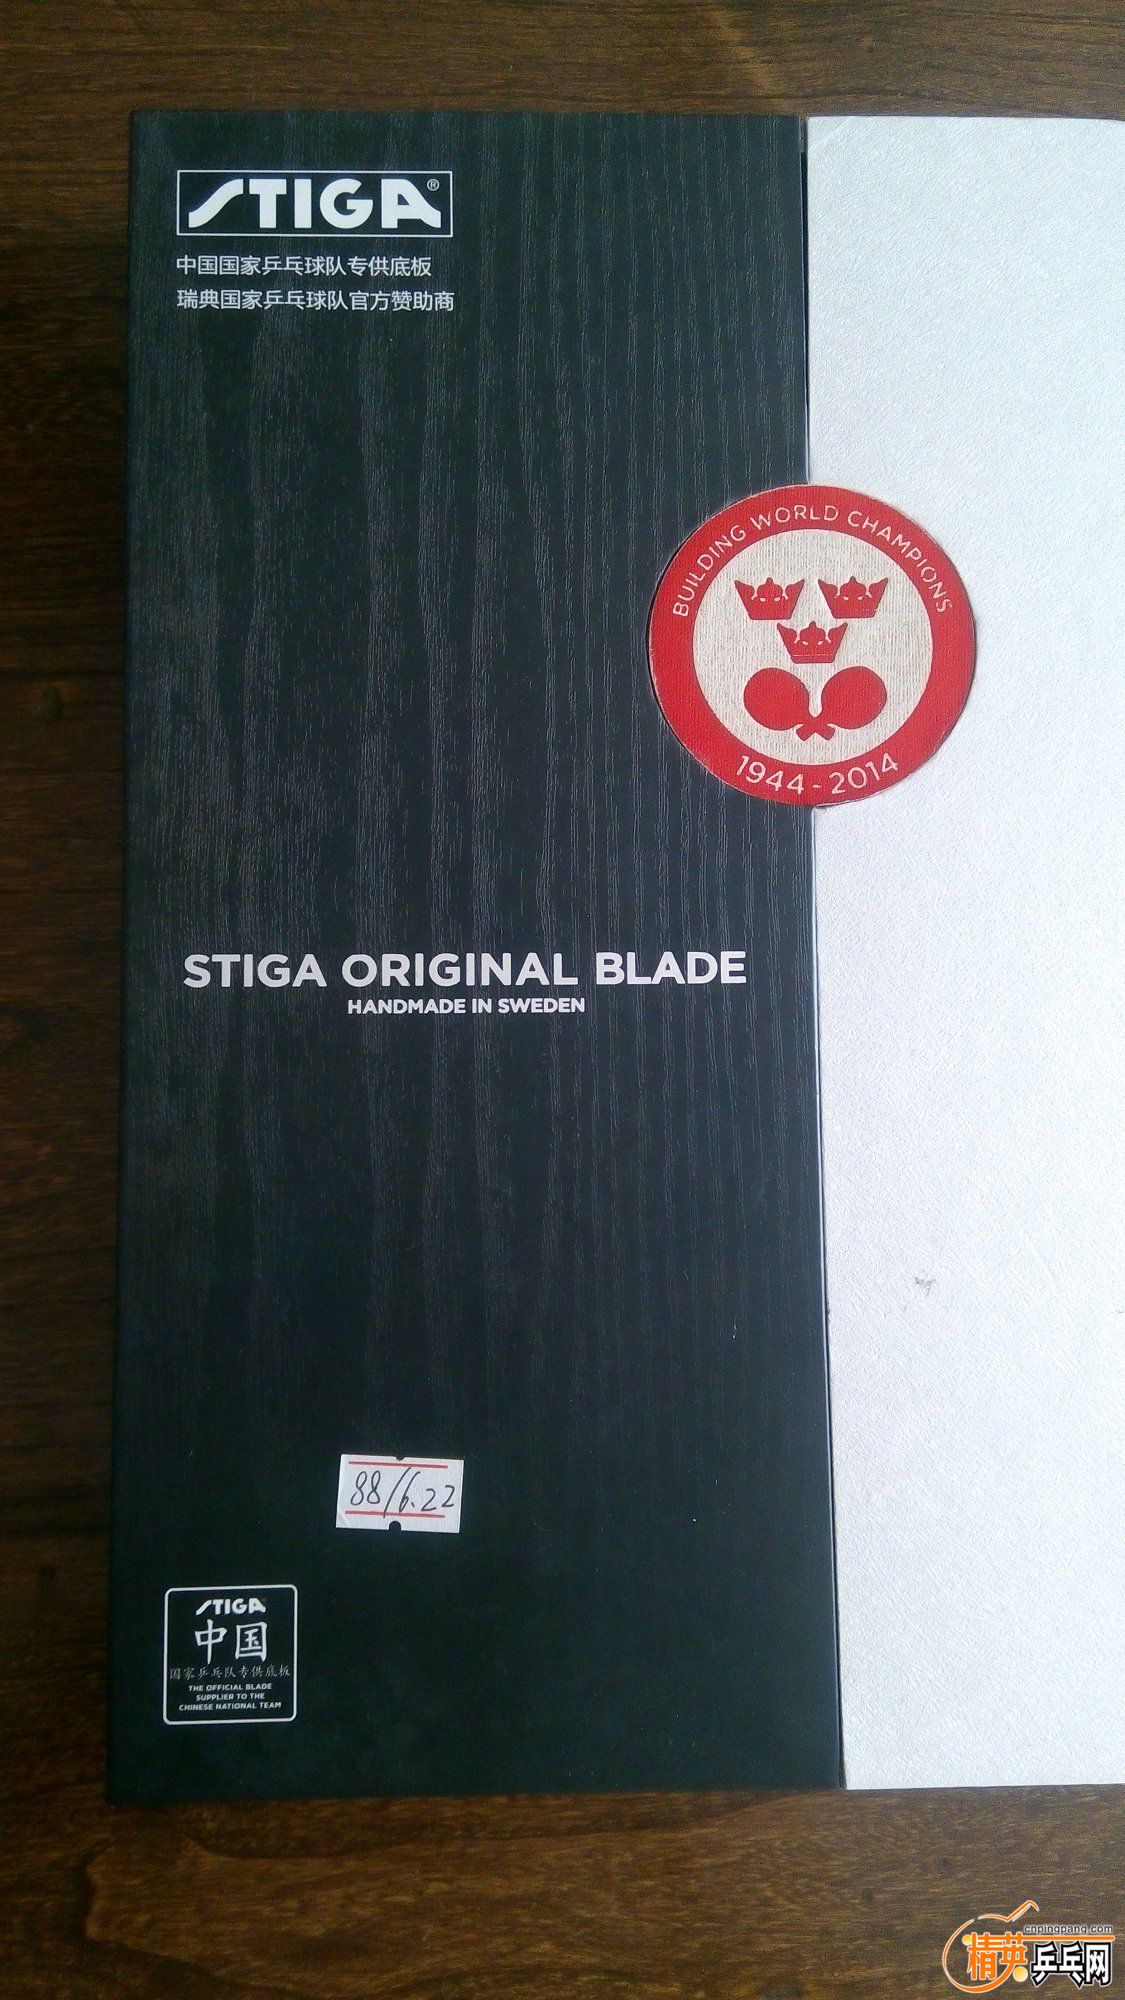 STIGA®
中国国家乒乓球队专供底板
瑞典国家乒乓球队官方赞助商
BUILDING WORLD CHAMPIONS
1944 - 2014
STIGA ORIGINAL BLADE
HANDMADE IN SWEDEN
88/6.22
STIGA
中国
国家乒乓队专供底板
THE OFFICIAL BLADE
SUPPLIER TO THE
CHINESE NATIONAL TEAM
cnpingpang.com
精英乒乓网